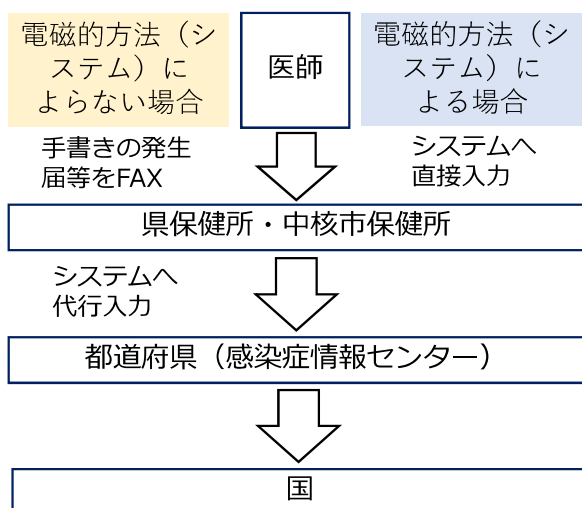 電磁的方法（シ
ステム）に
よらない場合
医師
電磁的方法（シ
ステム）に
よる場合
手書きの発生
届等をFAX
システムへ
直接入力
県保健所・中核市保健所
システムへ
代行入力
都道府県（感染症情報センター）
国